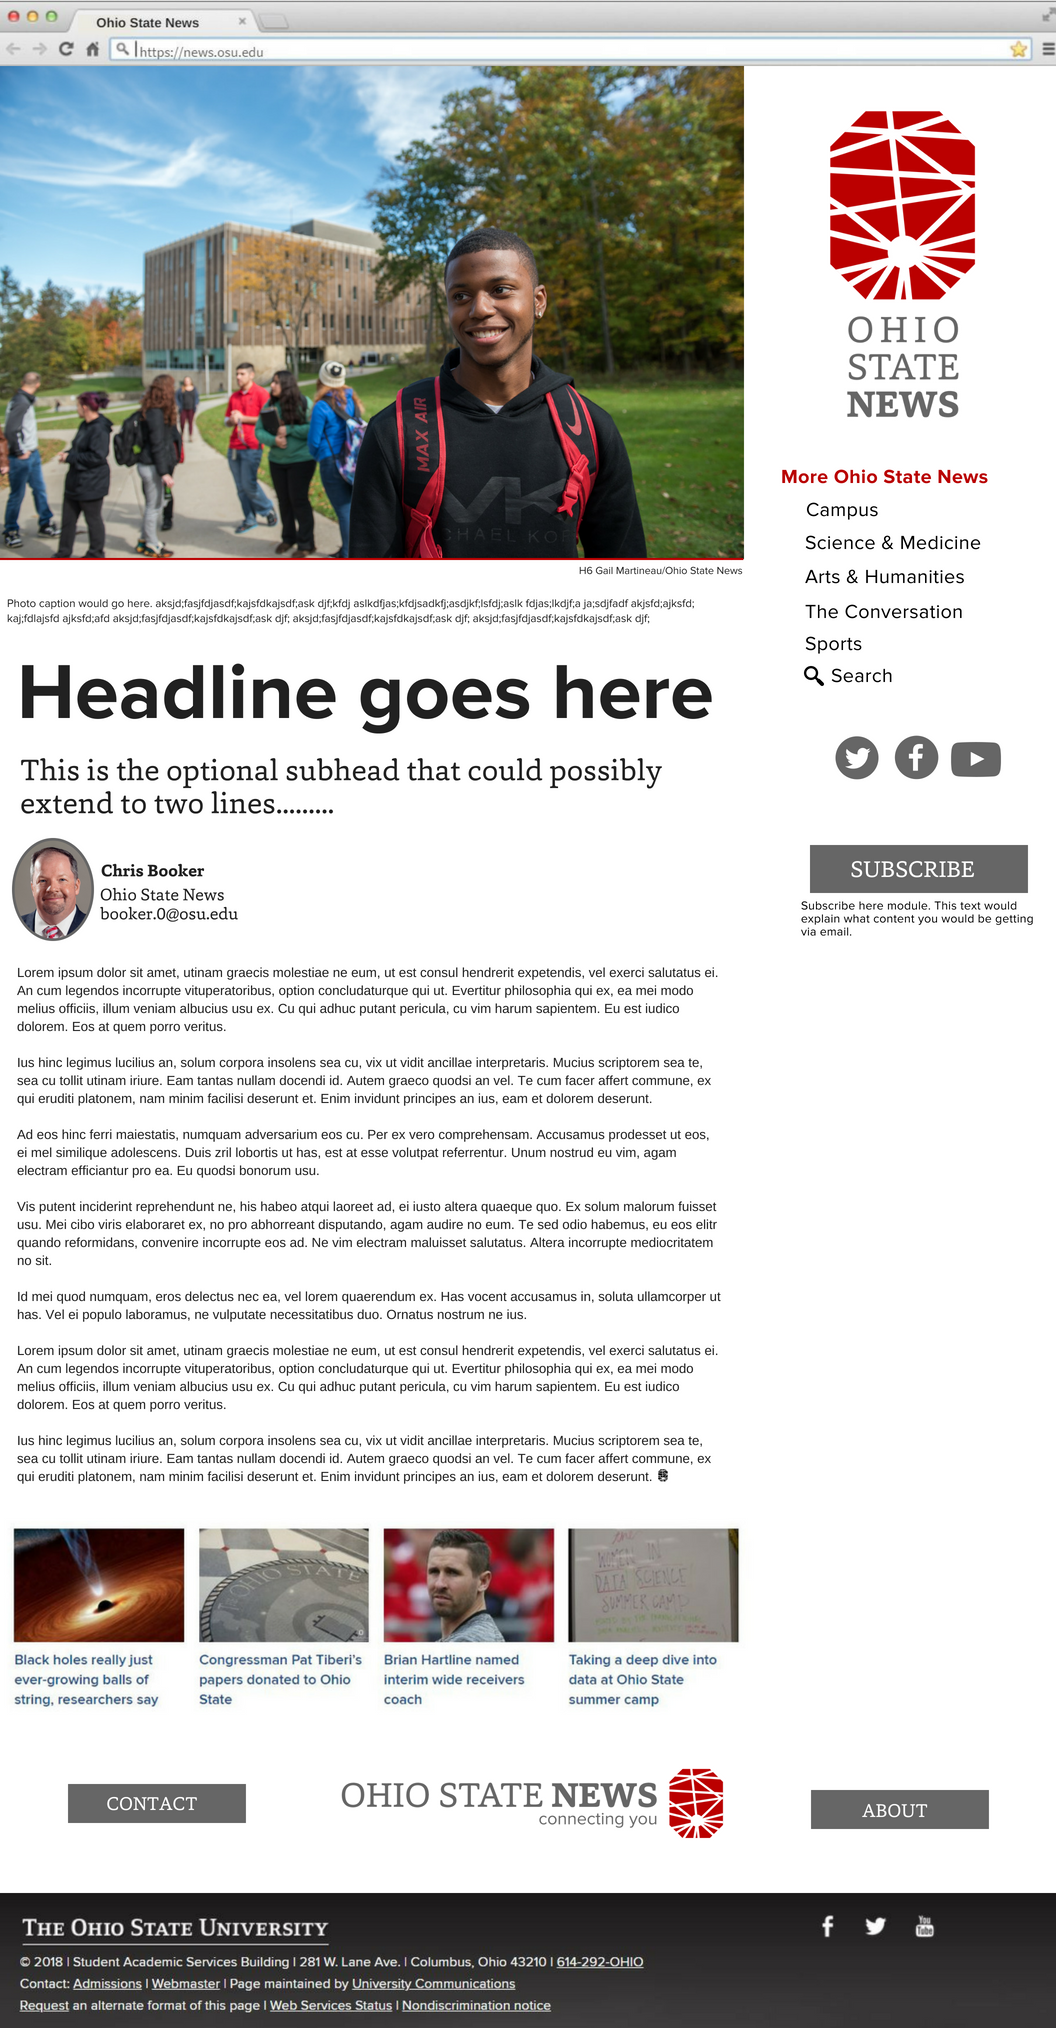 Ohio State News
https://news.osu.edu
MAX AIR
MK
CHAEL KO
H6 Gail Martineau/Ohio State News
Photo caption would go here. aksjd;fasjfdjasdf;kajsfdkajsdf;ask djf;kfdj aslkdfjas;kfdjsadkfj;asdjkf;lsfdj;aslk fdjas;lkdjf;a ja;sdjfadf akjsfd;ajksfd;
kaj;fdlajsfd ajksfd;afd aksjd;fasjfdjasdf;kajsfdkajsdf;ask djf; aksjd;fasjfdjasdf;kajsfdkajsdf;ask djf; aksjd;fasjfdjasdf;kajsfdkajsdf;ask djf;
Headline goes here
This is the optional subhead that could possibly
extend to two lines.........
Chris Booker
Ohio State News
booker.0@osu.edu
Lorem ipsum dolor sit amet, utinam graecis molestiae ne eum, ut est consul hendrerit expetendis, vel exerci salutatus ei.
An cum legendos incorrupte vituperatoribus, option concludaturque qui ut. Evertitur philosophia qui ex, ea mei modo
melius officiis, illum veniam albucius usu ex. Cu qui adhuc putant pericula, cu vim harum sapientem. Eu est iudico
dolorem. Eos at quem porro veritus.
Ius hinc legimus lucilius an, solum corpora insolens sea cu, vix ut vidit ancillae interpretaris. Mucius scriptorem sea te,
sea cu tollit utinam iriure. Eam tantas nullam docendi id. Autem graeco quodsi an vel. Te cum facer affert commune, ex
qui eruditi platonem, nam minim facilisi deserunt et. Enim invidunt principes an ius, eam et dolorem deserunt.
Ad eos hinc ferri maiestatis, numquam adversarium eos cu. Per ex vero comprehensam. Accusamus prodesset ut eos,
ei mel similique adolescens. Duis zril lobortis ut has, est at esse volutpat referrentur. Unum nostrud eu vim, agam
electram efficiantur pro ea. Eu quodsi bonorum usu.
Vis putent inciderint reprehendunt ne, his habeo atqui laoreet ad, ei iusto altera quaeque quo. Ex solum malorum fuisset
usu. Mei cibo viris elaboraret ex, no pro abhorreant disputando, agam audire no eum. Te sed odio habemus, eu eos elitr
quando reformidans, convenire incorrupte eos ad. Ne vim electram maluisset salutatus. Altera incorrupte mediocritatem
no sit.
Id mei quod numquam, eros delectus nec ea, vel lorem quaerendum ex. Has vocent accusamus in, soluta ullamcorper ut
has. Vel ei populo laboramus, ne vulputate necessitatibus duo. Ornatus nostrum ne ius.
Lorem ipsum dolor sit amet, utinam graecis molestiae ne eum, ut est consul hendrerit expetendis, vel exerci salutatus ei.
An cum legendos incorrupte vituperatoribus, option concludaturque qui ut. Evertitur philosophia qui ex, ea mei modo
melius officiis, illum veniam albucius usu ex. Cu qui adhuc putant pericula, cu vim harum sapientem. Eu est iudico
dolorem. Eos at quem porro veritus.
Ius hinc legimus lucilius an, solum corpora insolens sea cu, vix ut vidit ancillae interpretaris. Mucius scriptorem sea te,
sea cu tollit utinam iriure. Eam tantas nullam docendi id. Autem graeco quodsi an vel. Te cum facer affert commune, ex
qui eruditi platonem, nam minim facilisi deserunt et. Enim invidunt principes an ius, eam et dolorem deserunt.
OHIO
STATE
NEWS
More Ohio State News
Campus
Science & Medicine
Arts & Humanities
The Conversation
Sports
Search
SUBSCRIBE
Subscribe here module. This text would
explain what content you would be getting
via email.
OHIO STATE
WOMEN IN
DATA SCIENCE
SUMMER CAMP
Black holes really just
ever-growing balls of
string, researchers say
Congressman Pat Tiberi's
papers donated to Ohio
State
Brian Hartline named
interim wide receivers
coach
Taking a deep dive into
data at Ohio State
summer camp
CONTACT
OHIO STATE NEWS
connecting you
ABOUT
THE OHIO STATE UNIVERSITY
You
Tube
© 2018 | Student Academic Services Building | 281 W. Lane Ave. | Columbus, Ohio 43210 | 614-292-OHIO
Contact: Admissions | Webmaster | Page maintained by University Communications
Request an alternate format of this page | Web Services Status | Nondiscrimination notice